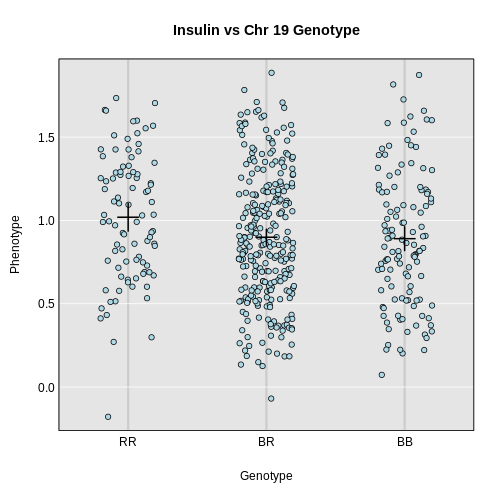 Insulin vs Chr 19 Genotype
Phenotype
1.5
1.0
0.5
0.0
RR BR BB
Genotype